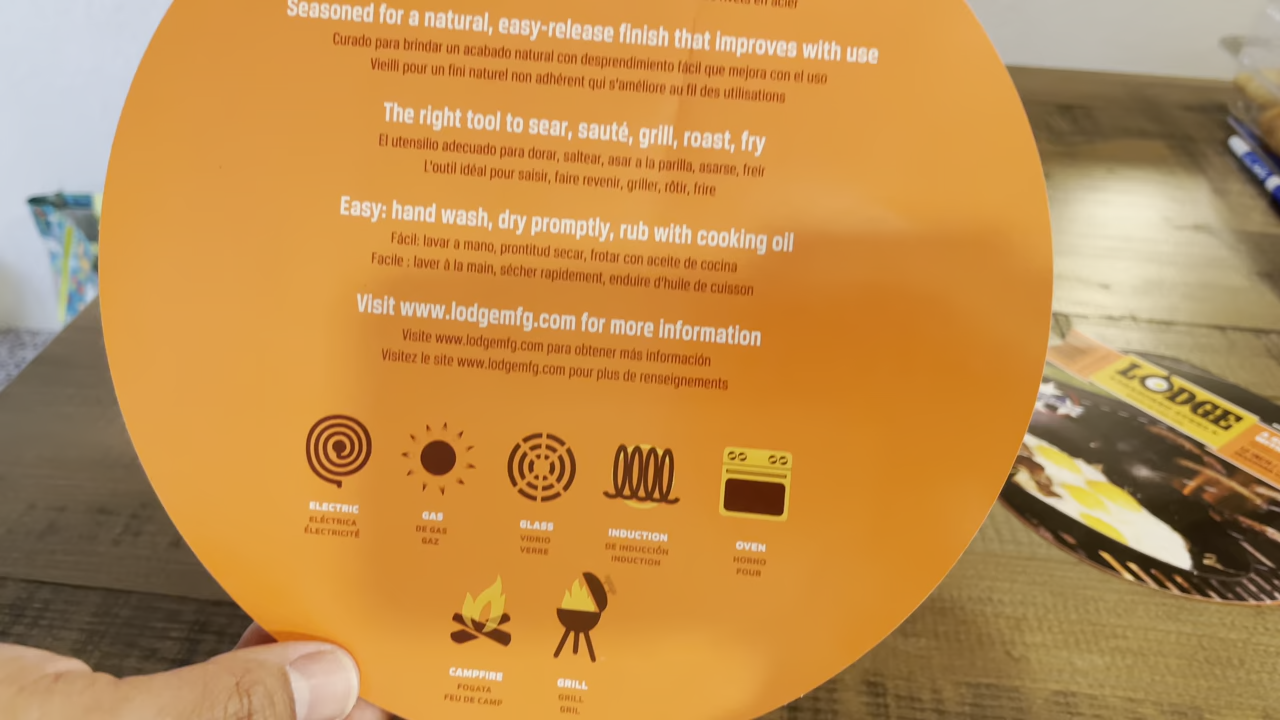 en acier
Seasoned for a natural, easy-release finish that improves with use
Curado para brindar un acabado natural con desprendimiento fácil que mejora con el uso
Vieilli pour un fini naturel non adhérent qui s'améliore au fil des utilisations
The right tool to sear, sauté, grill, roast, fry
El utensilio adecuado para dorar, saltear, asar a la parilla, asarse, freir
L'outil idéal pour saisir, faire revenir, griller, rôtir, frire
Easy: hand wash, dry promptly, rub with cooking oil
Fácil: lavar a mano, prontitud secar, frotar con aceite de cocina
Facile : laver à la main, sécher rapidement, enduire d'huile de cuisson
Visit www.lodgemfg.com for more information
Visite www.lodgemfg.com para obtener más información
Visitez le site www.lodgemfg.com pour plus de renseignements
ELECTRIC
ELÉCTRICA
ÉLECTRICITÉ
GAS
DE GAS
GAZ
GLASS
VIDRIO
VERRE
INDUCTION
DE INDUCCIÓN
INDUCTION
OVEN
HORNO
FOUR
CAMPFIRE
FOGATA
FEU DE CAMP
GRILL
GRILL
GRIL
LODGE